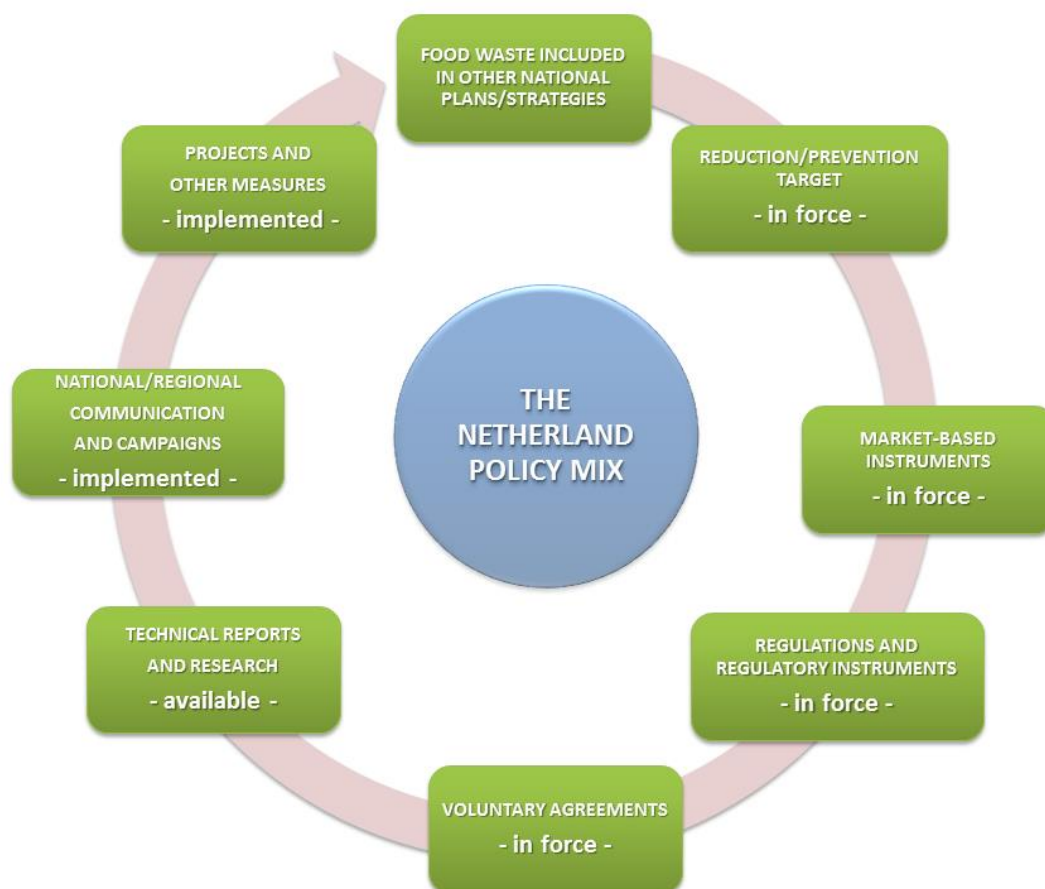 FOOD WASTE INCLUDED
IN OTHER NATIONAL
PLANS/STRATEGIES
REDUCTION/PREVENTION
TARGET
- in force -
MARKET-BASED
INSTRUMENTS
- in force -
REGULATIONS AND
REGULATORY INSTRUMENTS
- in force -
VOLUNTARY AGREEMENTS
- in force -
TECHNICAL REPORTS
AND RESEARCH
- available -
NATIONAL/REGIONAL
COMMUNICATION
AND CAMPAIGNS
- implemented -
PROJECTS AND
OTHER MEASURES
- implemented -
THE
NETHERLAND
POLICY MIX